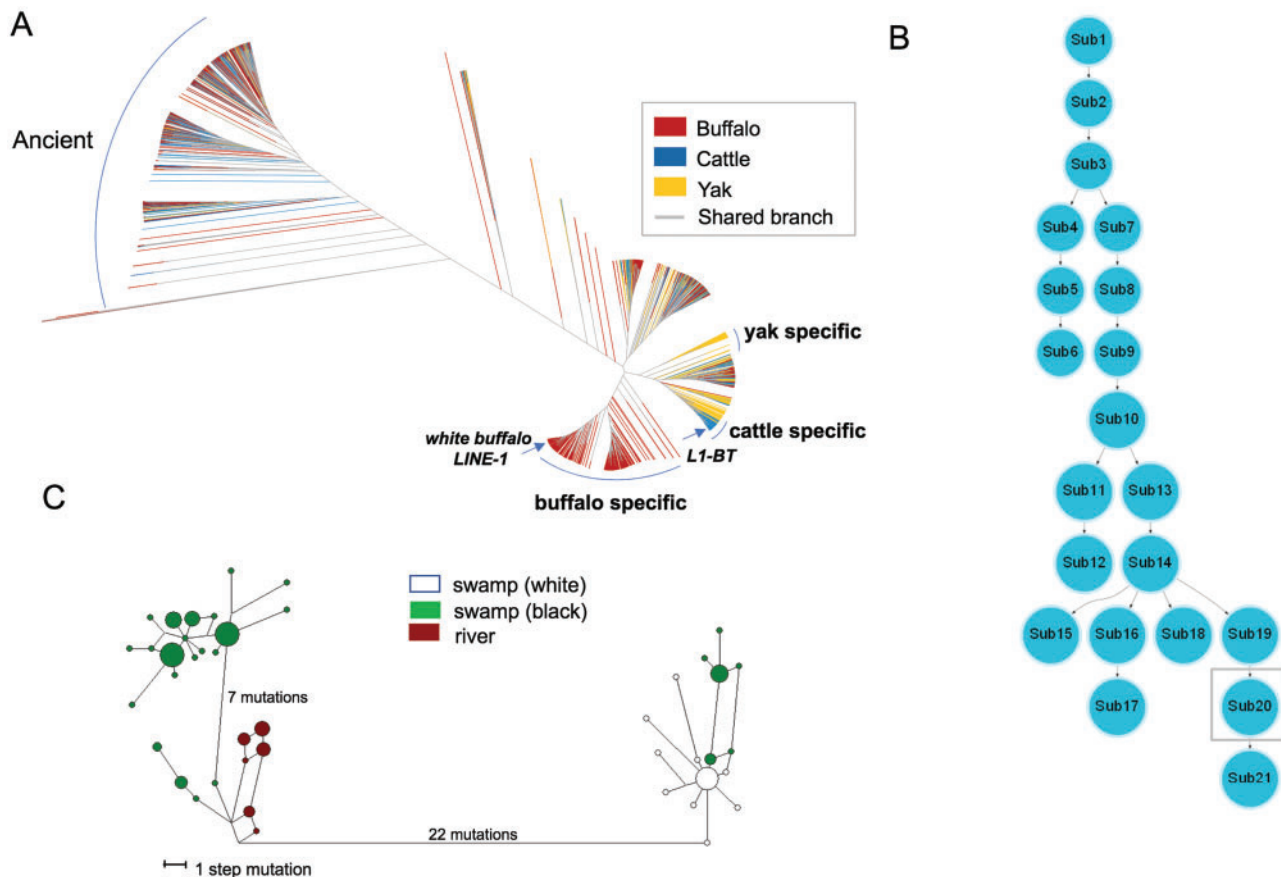 A
Ancient
Buffalo
Cattle
Yak
Shared branch
yak specific
cattle specific
L1-BT
white buffalo
LINE-1
buffalo specific
B
Sub1
Sub2
Sub3
Sub4 Sub7
Sub5 Sub8
Sub6 Sub9
Sub10
Sub11 Sub13
Sub12 Sub14
Sub15 Sub16 Sub18 Sub19
Sub17 Sub20
Sub21
C
swamp (white)
swamp (black)
river
7 mutations
22 mutations
1 step mutation